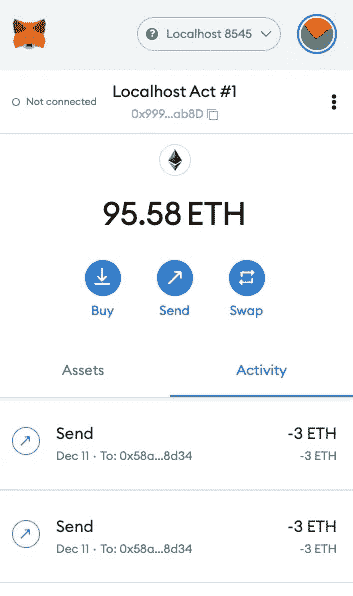 Localhost 8545
Not connected
Localhost Act #1
0x999...ab8D
95.58 ETH
Buy
Send
Swap
Assets
Activity
Send
-3 ETH
Dec 11 · To: 0x58a...8d34
-3 ETH
Send
-3 ETH
Dec 11 · To: 0x58a...8d34
-3 ETH